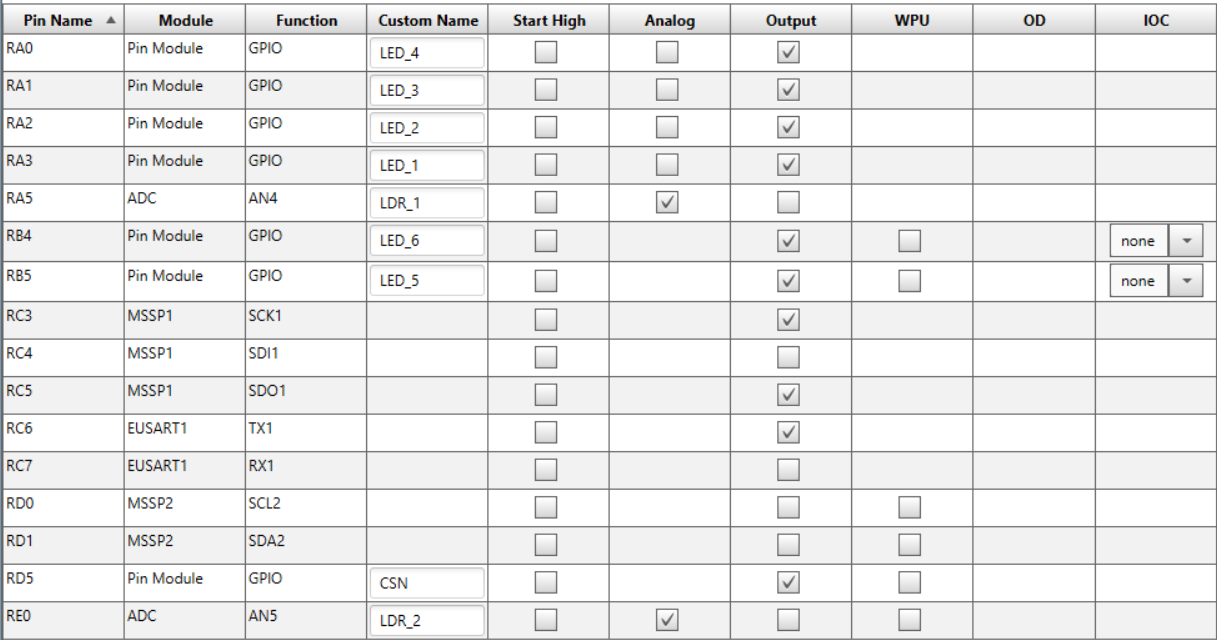 Pin Name Module Function Custom Name Start High Analog Output WPU OD IOC
RA0 Pin Module GPIO LED_4
RA1 Pin Module GPIO LED_3
RA2 Pin Module GPIO LED_2
RA3 Pin Module GPIO LED_1
RA5 ADC AN4 LDR_1
RB4 Pin Module GPIO LED_6 none
RB5 Pin Module GPIO LED_5 none
RC3 MSSP1 SCK1
RC4 MSSP1 SDI1
RC5 MSSP1 SDO1
RC6 EUSART1 TX1
RC7 EUSART1 RX1
RD0 MSSP2 SCL2
RD1 MSSP2 SDA2
RD5 Pin Module GPIO CSN
RE0 ADC AN5 LDR_2